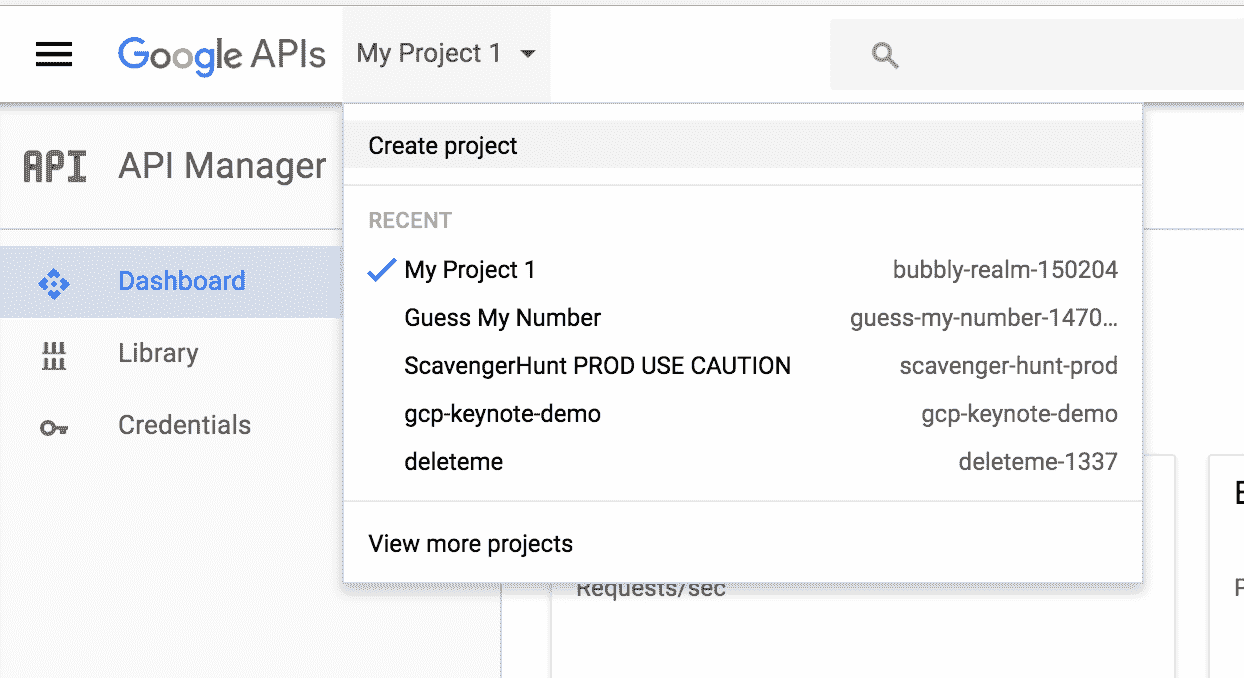 Google APIs My Project 1
API API Manager
Create project
RECENT
My Project 1 bubbly-realm-150204
Dashboard
Guess My Number guess-my-number-1470...
Library
ScavengerHunt PROD USE CAUTION scavenger-hunt-prod
gcp-keynote-demo gcp-keynote-demo
Credentials
deleteme deleteme-1337
View more projects
Requests/sec